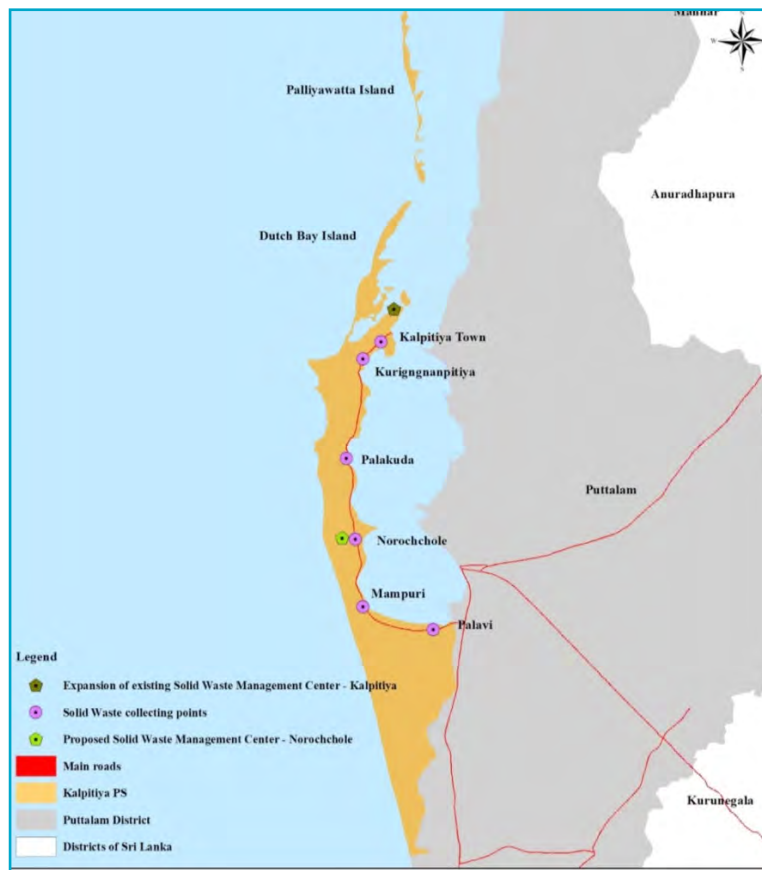 Mannar
N
W
S
Palliyawatta Island
Anuradhapura
Dutch Bay Island
Kalpitiya Town
Kurigngnanpitiya
Palakuda
Puttalam
Norochchole
Mampuri
Palavi
Legend
Expansion of existing Solid Waste Management Center - Kalpitiya
Solid Waste collecting points
Proposed Solid Waste Management Center - Norochchole
Main roads
Kalpitiya PS
Puttalam District
Districts of Sri Lanka
Kurunegala